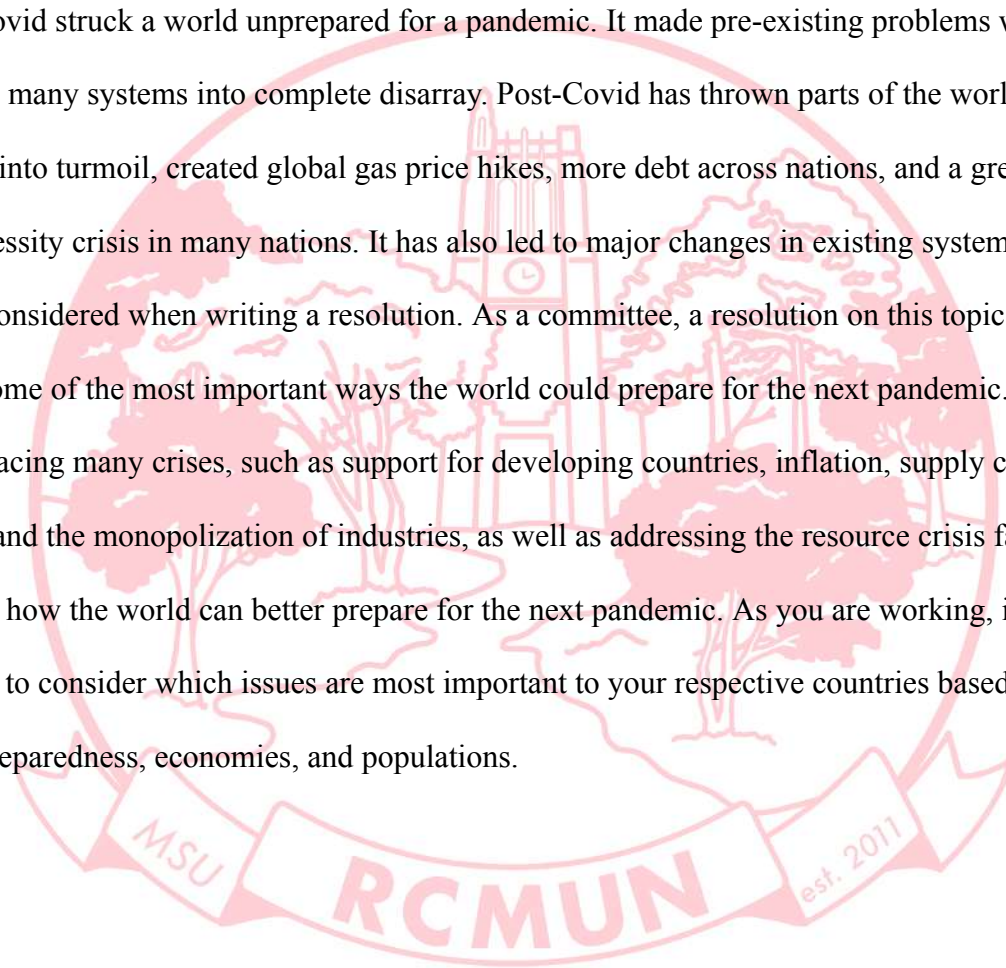 ovid struck a world unprepared for a pandemic. It made pre-existing problems w
many systems into complete disarray. Post-Covid has thrown parts of the worl
into turmoil, created global gas price hikes, more debt across nations, and a gre
essity crisis in many nations. It has also led to major changes in existing system
onsidered when writing a resolution. As a committee, a resolution on this topic
ome of the most important ways the world could prepare for the next pandemic.
acing many crises, such as support for developing countries, inflation, supply c
and the monopolization of industries, as well as addressing the resource crisis fa
how the world can better prepare for the next pandemic. As you are working, i
to consider which issues are most important to your respective countries based
eparedness, economies, and populations.
MSU
RCMUN
est. 2011